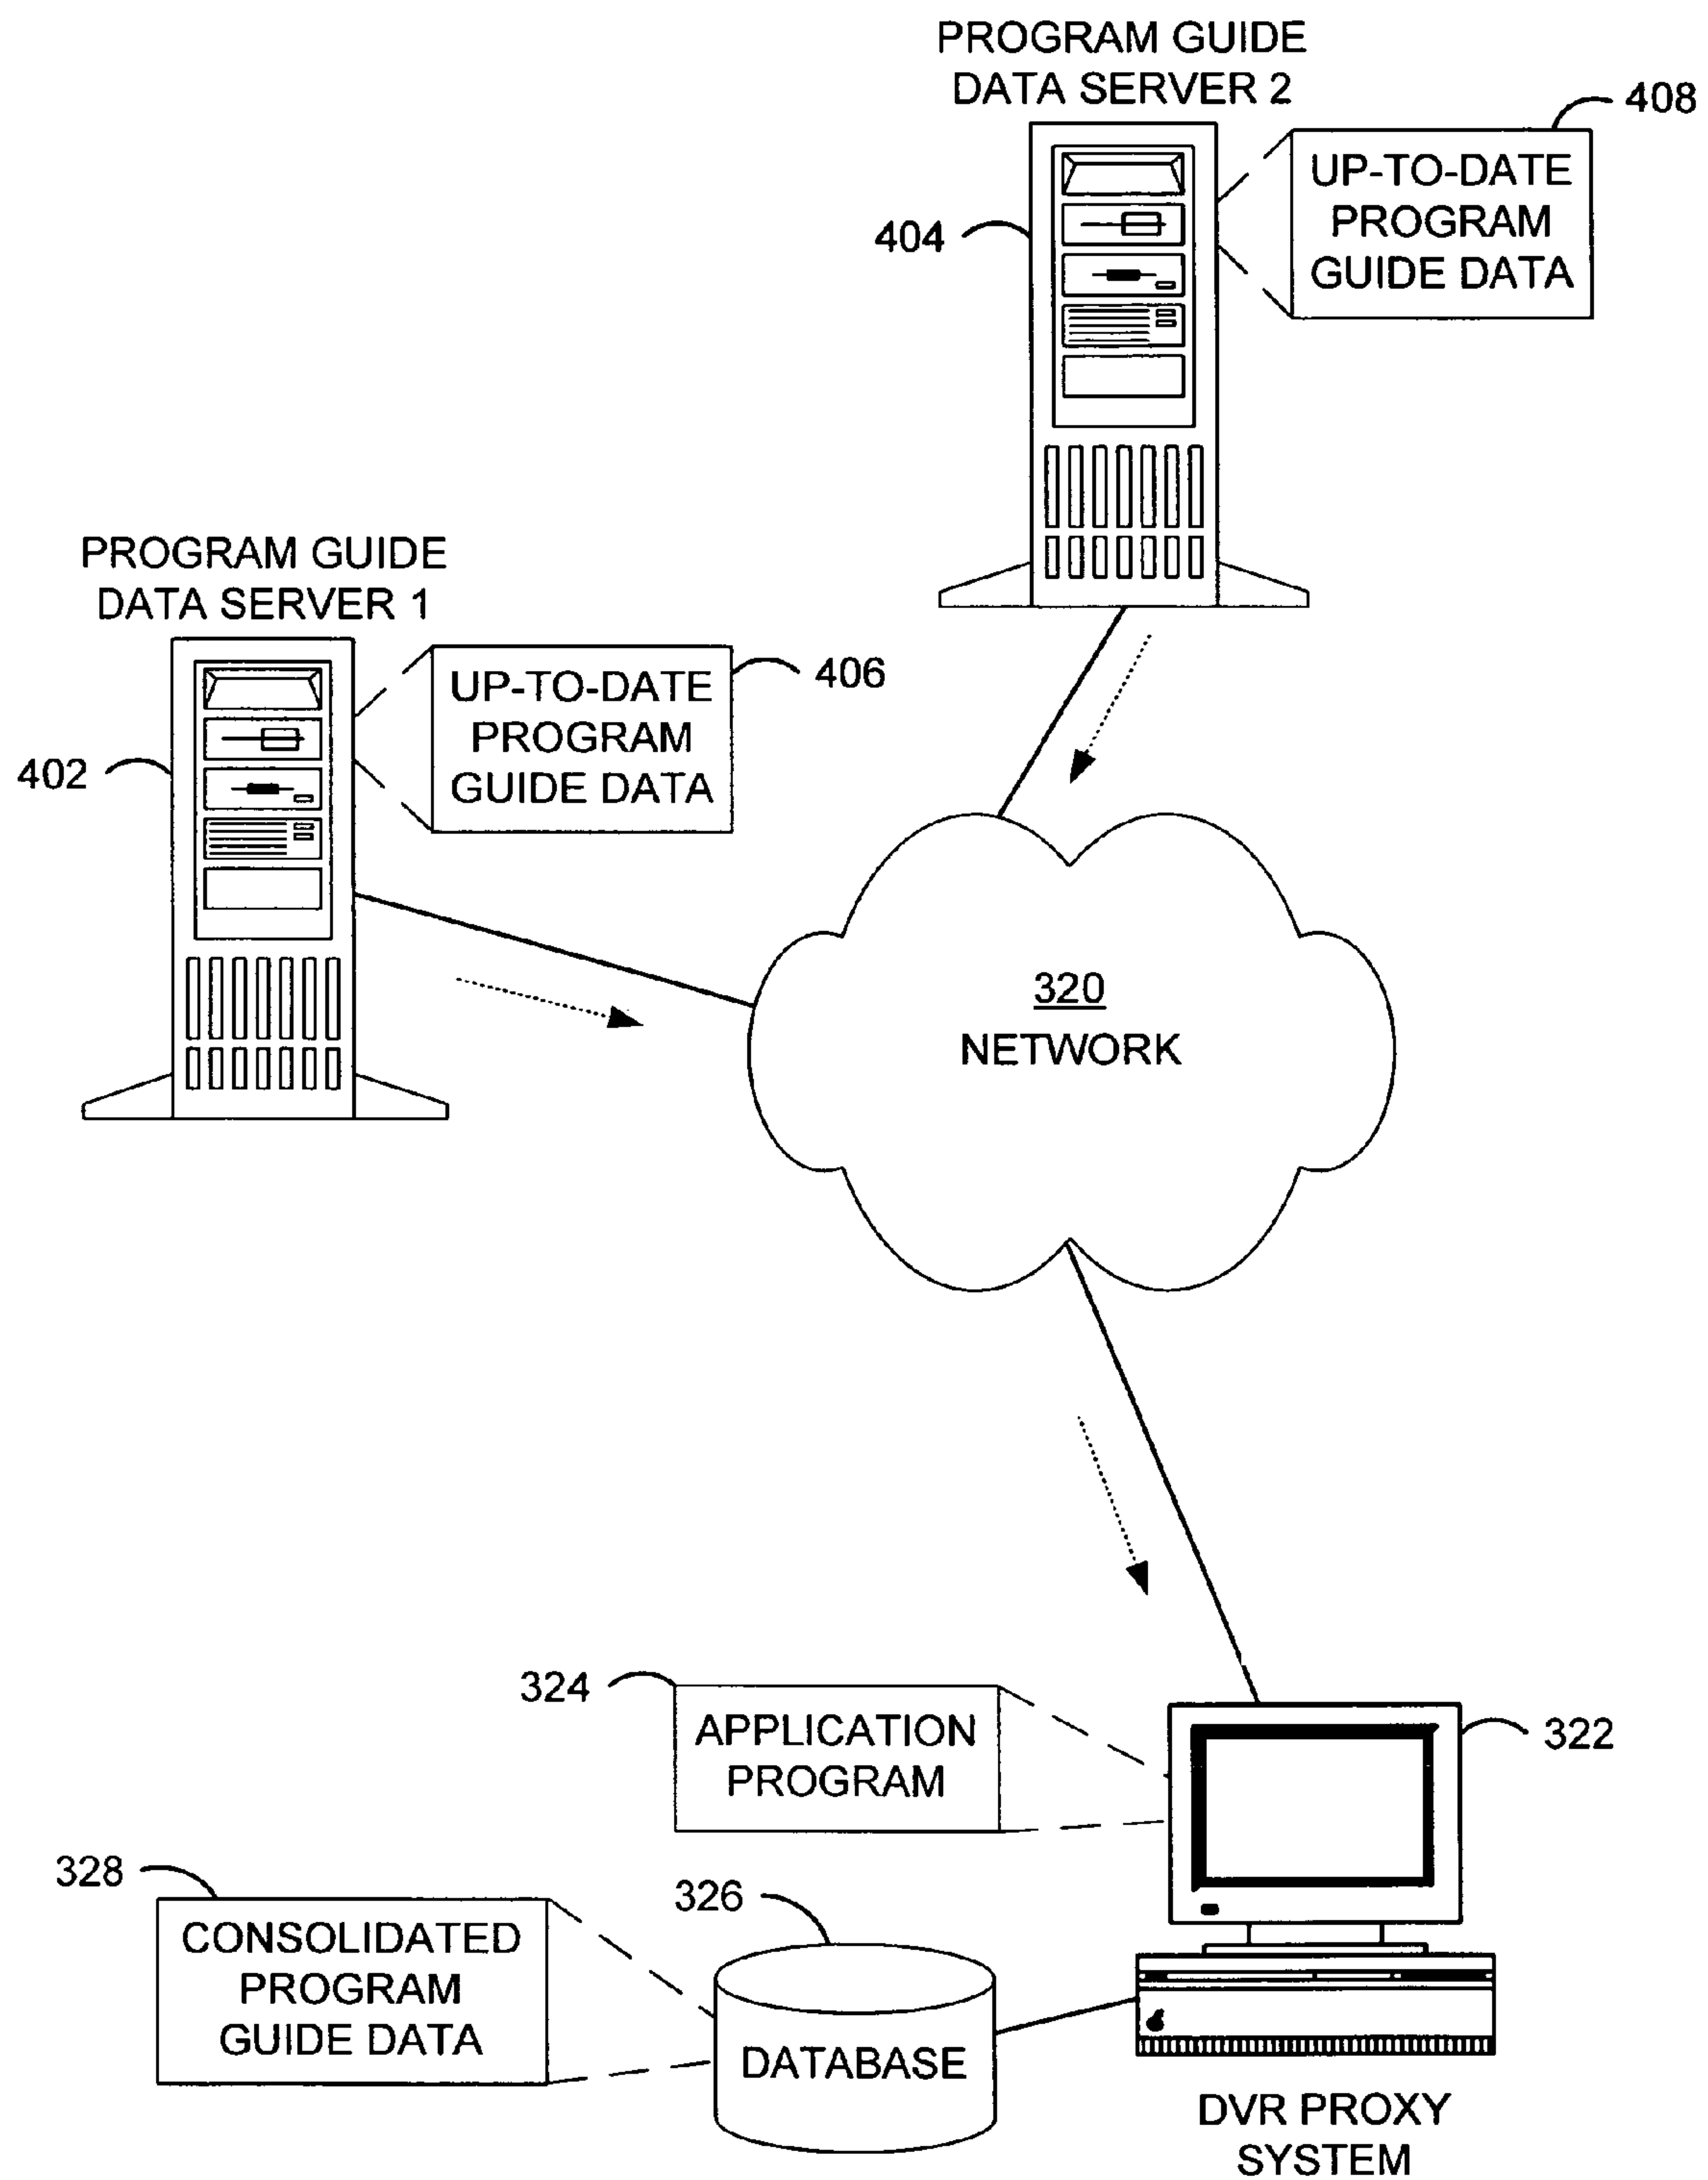 PROGRAM GUIDE
DATA SERVER 2
408
UP-TO-DATE
PROGRAM
GUIDE DATA
404
PROGRAM GUIDE
DATA SERVER 1
406
UP-TO-DATE
PROGRAM
GUIDE DATA
402
320
NETWORK
324
APPLICATION
PROGRAM
322
328
CONSOLIDATED
PROGRAM
GUIDE DATA
326
DATABASE
DVR PROXY
SYSTEM